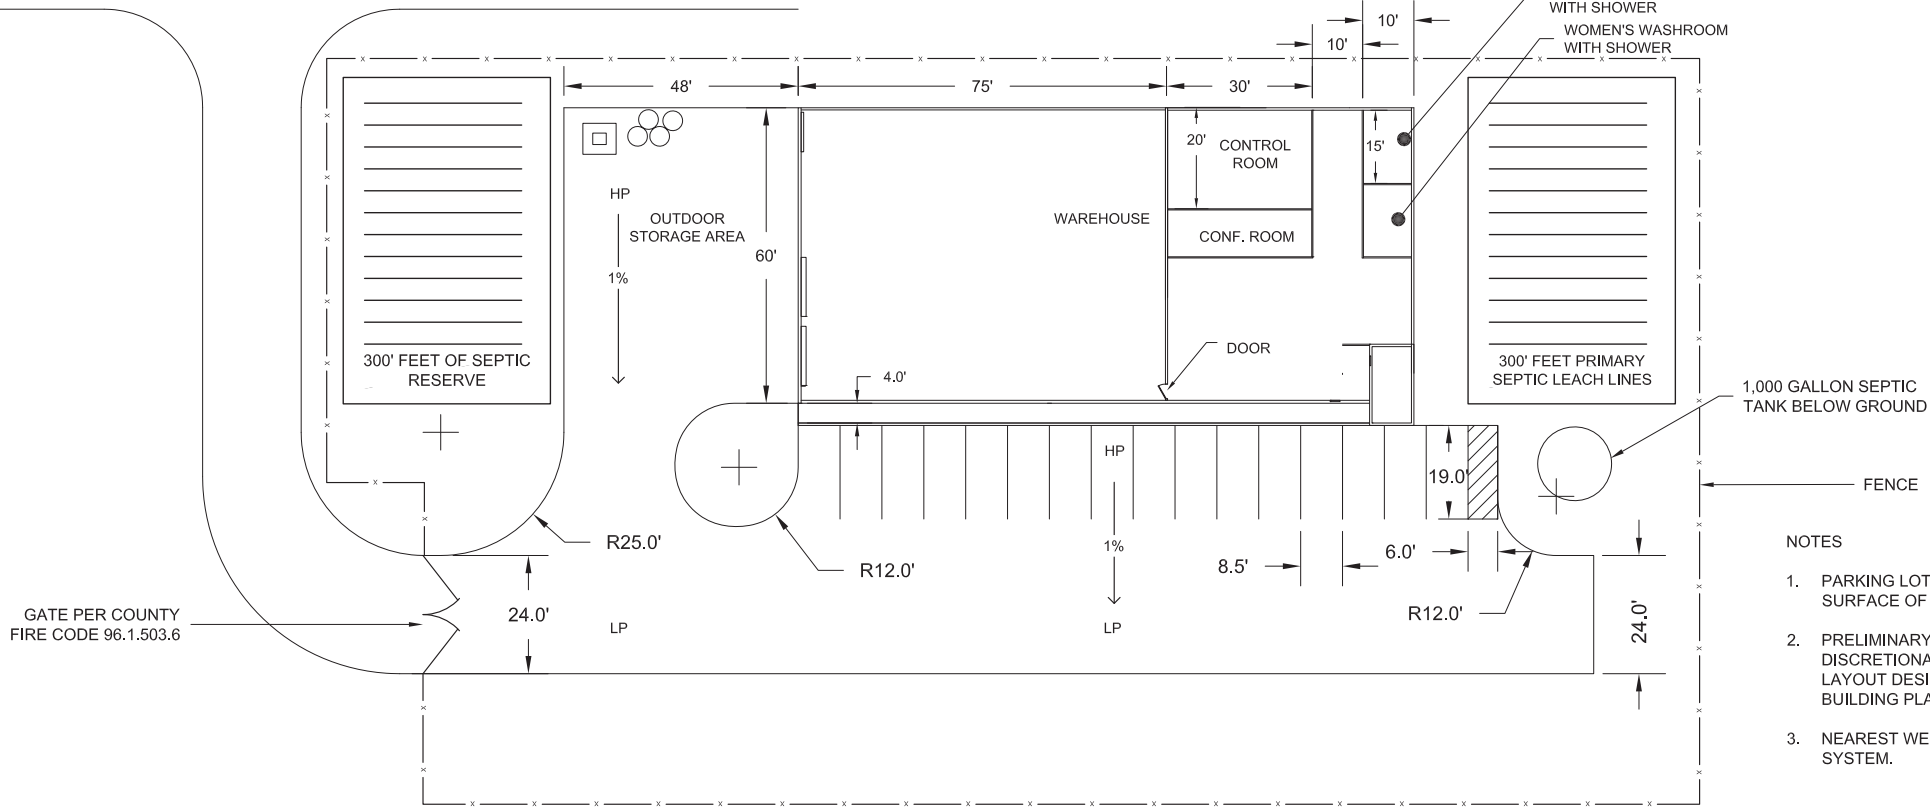 WITH SHOWER
WOMEN'S WASHROOM
WITH SHOWER
10'
10'
48'
75'
30'
20'
CONTROL
ROOM
15'
HP
OUTDOOR
STORAGE AREA
WAREHOUSE
CONF. ROOM
60'
1%
DOOR
300' FEET OF SEPTIC
RESERVE
4.0'
300' FEET PRIMARY
SEPTIC LEACH LINES
1,000 GALLON SEPTIC
TANK BELOW GROUND
HP
19.0'
FENCE
R25.0'
1%
6.0'
NOTES
R12.0'
8.5'
1. PARKING LOT
SURFACE OF
GATE PER COUNTY
FIRE CODE 96.1.503.6
24.0'
LP
LP
R12.0'
24.0'
2. PRELIMINARY
DISCRETIONA
LAYOUT DESI
BUILDING PLA
3. NEAREST WE
SYSTEM.